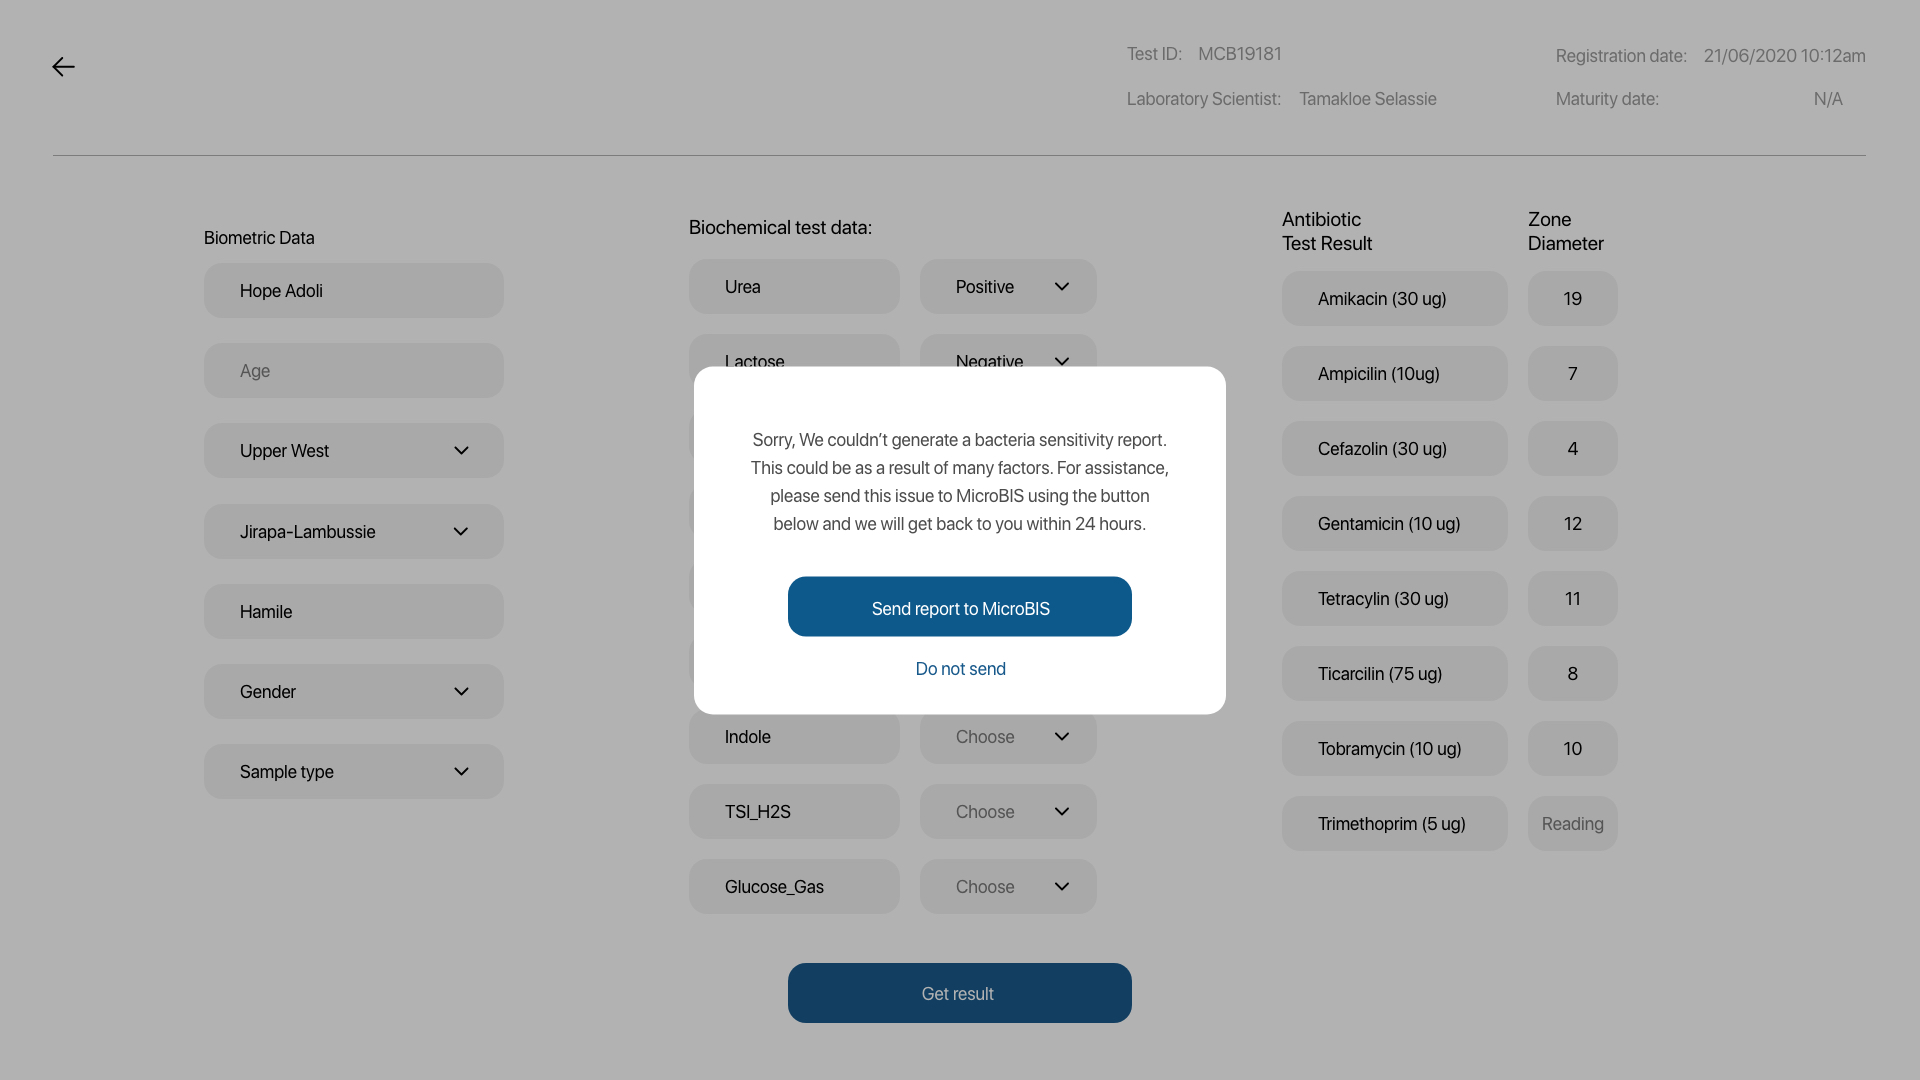 Test ID: MCB19181
Registration date: 21/06/2020 10:12am
Laboratory Scientist: Tamakloe Selassie
Maturity date: N/A
Biometric Data
Hope Adoli
Age
Upper West
Jirapa-Lambussie
Hamile
Gender
Sample type
Biochemical test data:
Urea Positive
Lactose Negative
Indole Choose
TSI_H2S Choose
Glucose_Gas Choose
Antibiotic
Test Result
Zone
Diameter
Amikacin (30 ug) 19
Ampicilin (10ug) 7
Cefazolin (30 ug) 4
Gentamicin (10 ug) 12
Tetracylin (30 ug) 11
Ticarcilin (75 ug) 8
Tobramycin (10 ug) 10
Trimethoprim (5 ug) Reading
Sorry, We couldn't generate a bacteria sensitivity report.
This could be as a result of many factors. For assistance,
please send this issue to MicroBIS using the button
below and we will get back to you within 24 hours.
Send report to MicroBIS
Do not send
Get result